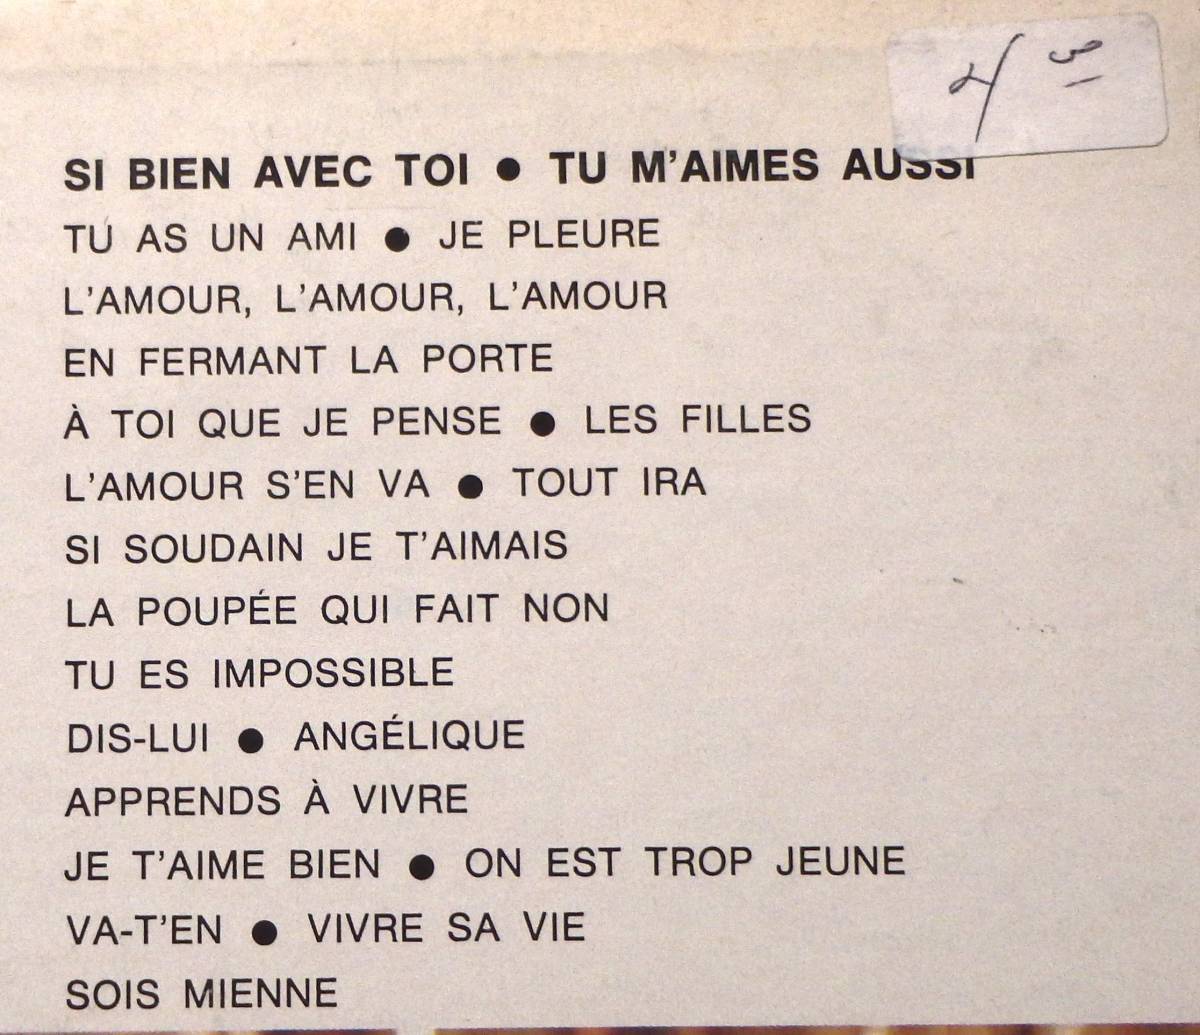 SI BIEN AVEC TOI ● TU M'AIMES AUSSI
TU AS UN AMI ● JE PLEURE
L'AMOUR, L'AMOUR, L'AMOUR
EN FERMANT LA PORTE
À TOI QUE JE PENSE ● LES FILLES
L'AMOUR S'EN VA ● TOUT IRA
SI SOUDAIN JE T'AIMAIS
LA POUPÉE QUI FAIT NON
TU ES IMPOSSIBLE
DIS-LUI ● ANGÉLIQUE
APPRENDS À VIVRE
JE T'AIME BIEN ● ON EST TROP JEUNE
VA-T'EN ● VIVRE SA VIE
SOIS MIENNE